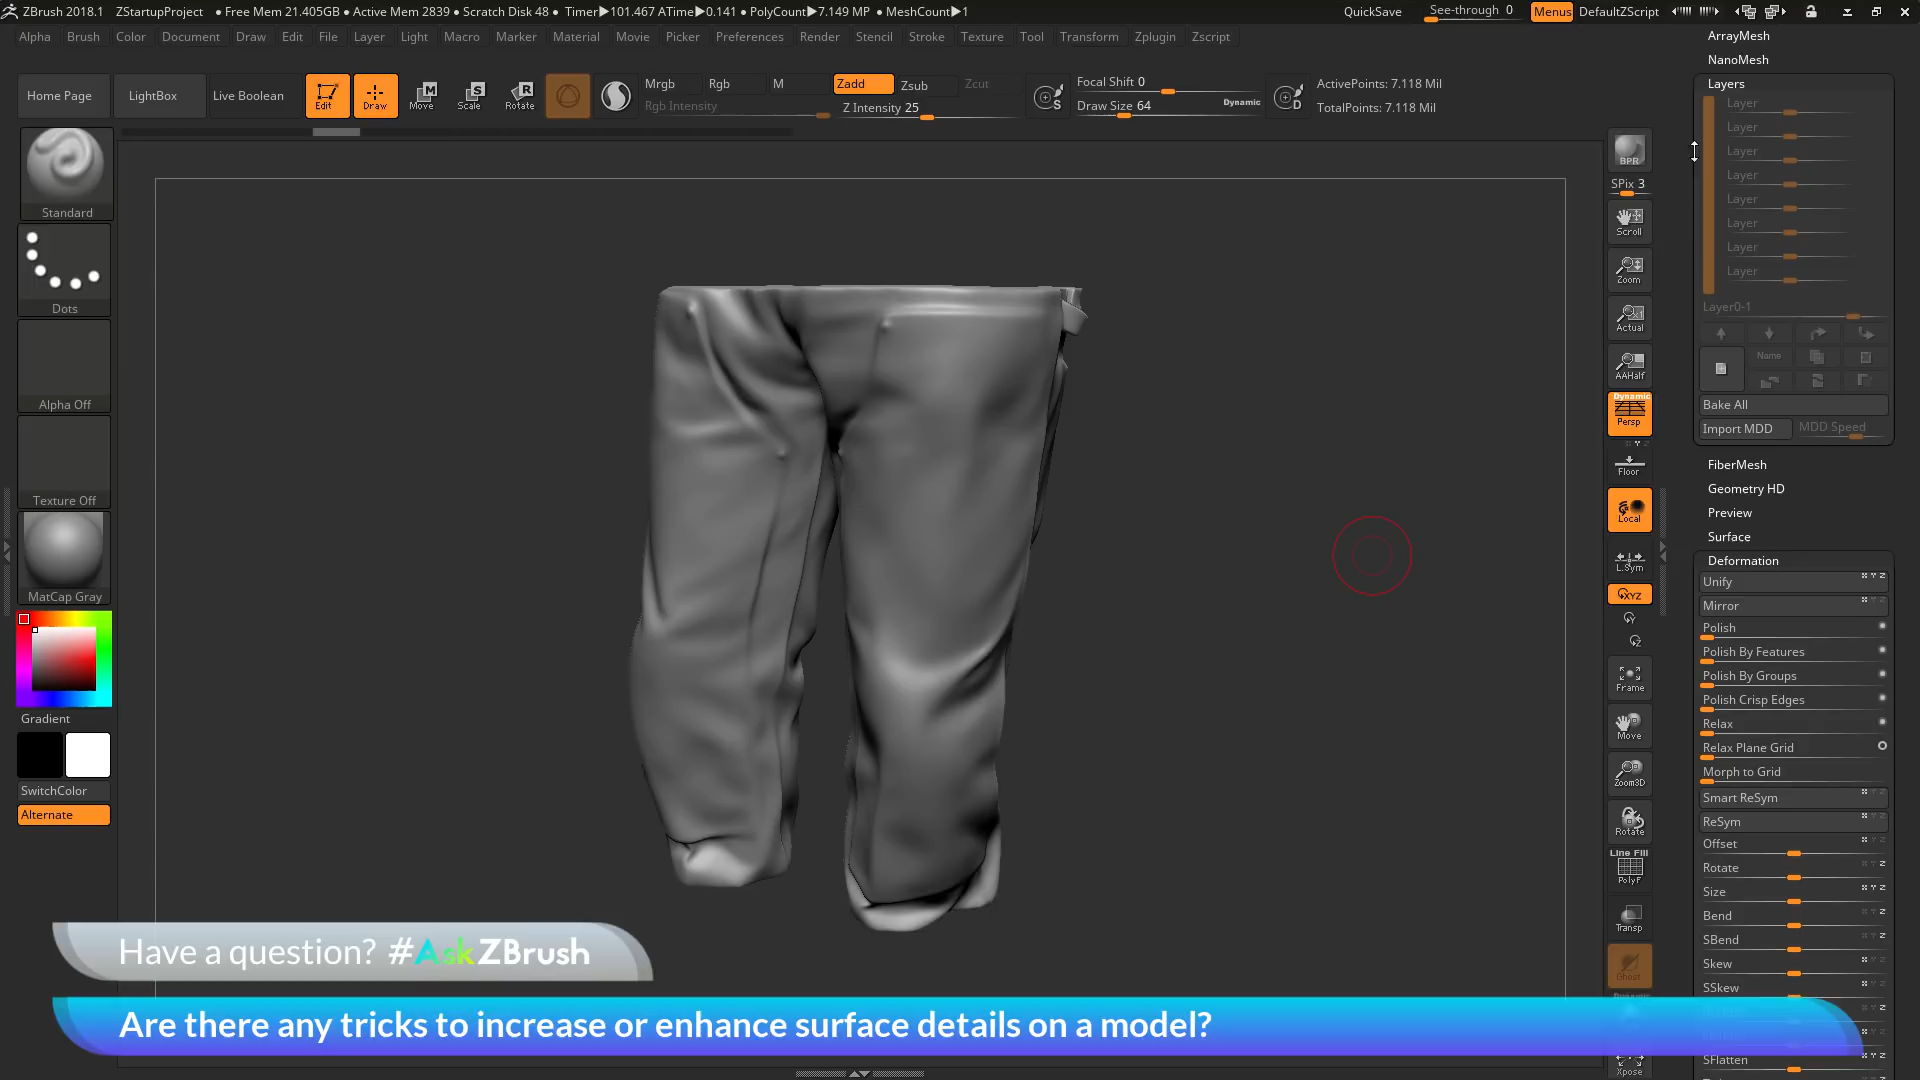 ZBrush 2018.1 ZStartupProject ● Free Mem 21.405GB ● Active Mem 2839 ● Scratch Disk 48 ● Timer▶101.467 ATime▶0.141 ● PolyCount▶7.149 MP ● MeshCount▶1 QuickSave See-through 0 Menus DefaultZScript
Alpha Brush Color Document Draw Edit File Layer Light Macro Marker Material Movie Picker Preferences Render Stencil Stroke Texture Tool Transform Zplugin Zscript
Home Page
LightBox
Live Boolean
Edit
Draw
Move
Scale
Rotate
Mrgb Rgb M Zadd Zsub Zcut
Rgb Intensity Z Intensity 25
S
Focal Shift 0
Draw Size 64 Dynamic
D
ActivePoints: 7.118 Mil
TotalPoints: 7.118 Mil
Standard
Dots
Alpha Off
Texture Off
MatCap Gray
Gradient
SwitchColor
Alternate
BPR
SPix 3
Scroll
Zoom
Actual
AAHalf
Dynamic
Persp
Floor
Local
L.Sym
XYZ
Y
Z
Frame
Move
Zoom3D
Rotate
Line Fill
PolyF
Transp
Ghost
Xpose
ArrayMesh
NanoMesh
Layers
Layer
Layer
Layer
Layer
Layer
Layer
Layer
Layer
Layer0-1
Name
Bake All
Import MDD MDD Speed
FiberMesh
Geometry HD
Preview
Surface
Deformation
Unify
Mirror
Polish
Polish By Features
Polish By Groups
Polish Crisp Edges
Relax
Relax Plane Grid
Morph to Grid
Smart ReSym
ReSym
Offset
Rotate
Size
Bend
SBend
Skew
SSkew
SFlatten
Have a question? #AskZBrush
Are there any tricks to increase or enhance surface details on a model?